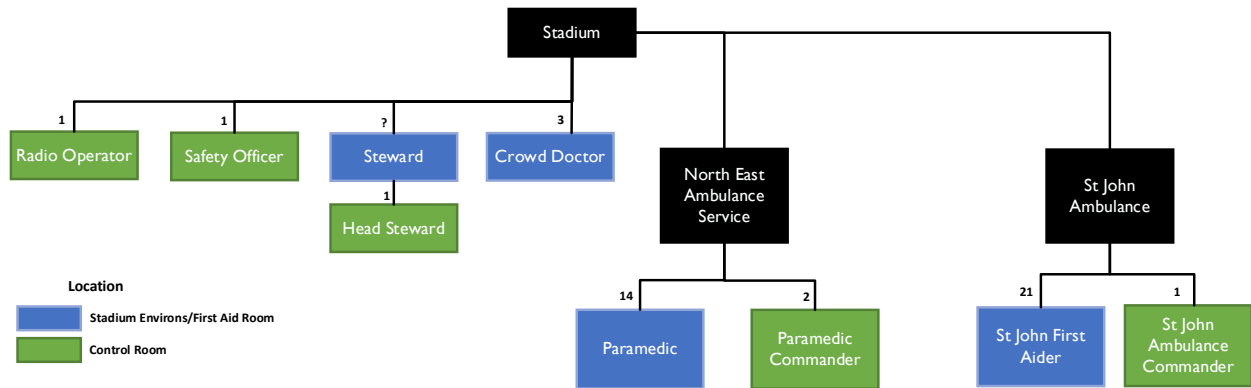 Stadium
1
1
?
3
Radio Operator
Safety Officer
Steward
Crowd Doctor
1
Head Steward
North East
Ambulance
Service
St John
Ambulance
Location
Stadium Environs/First Aid Room
Control Room
14
2
21
1
Paramedic
Paramedic
Commander
St John First
Aider
St John
Ambulance
Commander